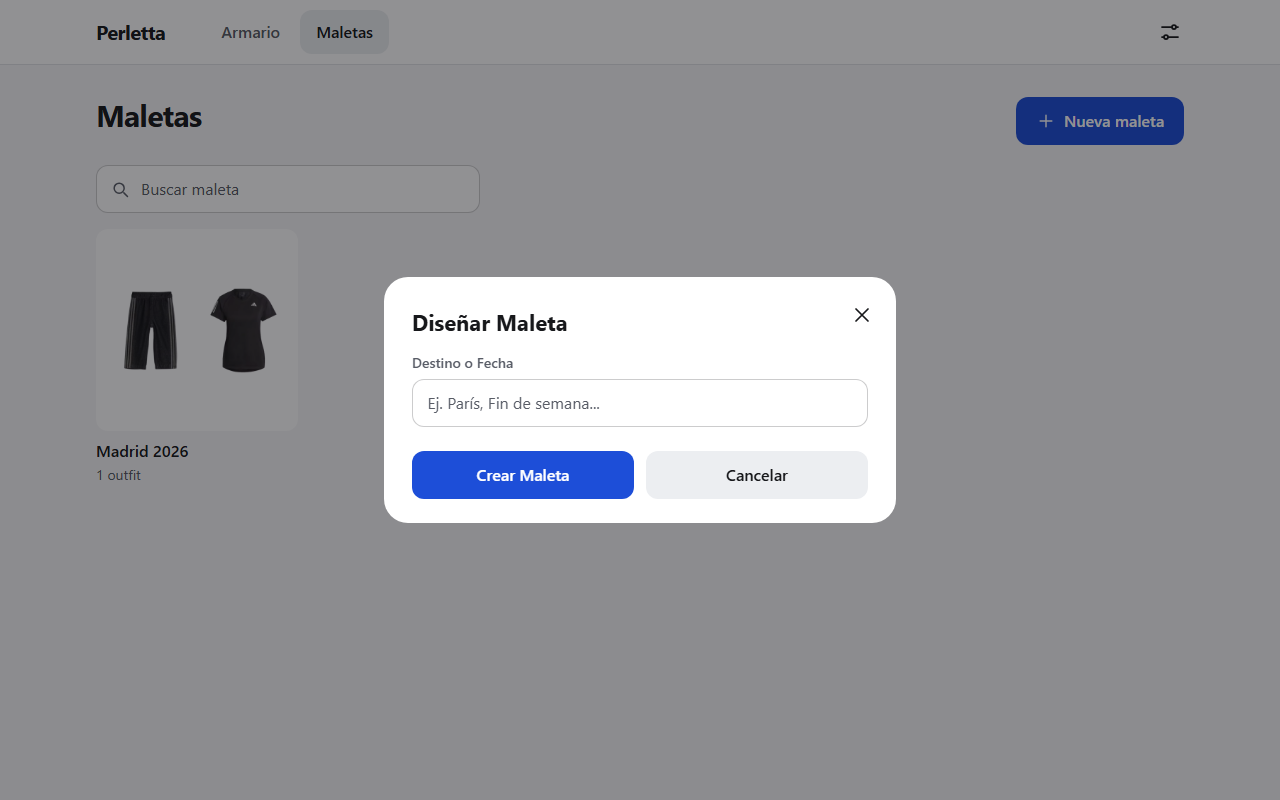 Perletta
Armario
Maletas
Maletas
Nueva maleta
Buscar maleta
Madrid 2026
1 outfit
Diseñar Maleta
Destino o Fecha
Ej. París, Fin de semana...
Crear Maleta
Cancelar